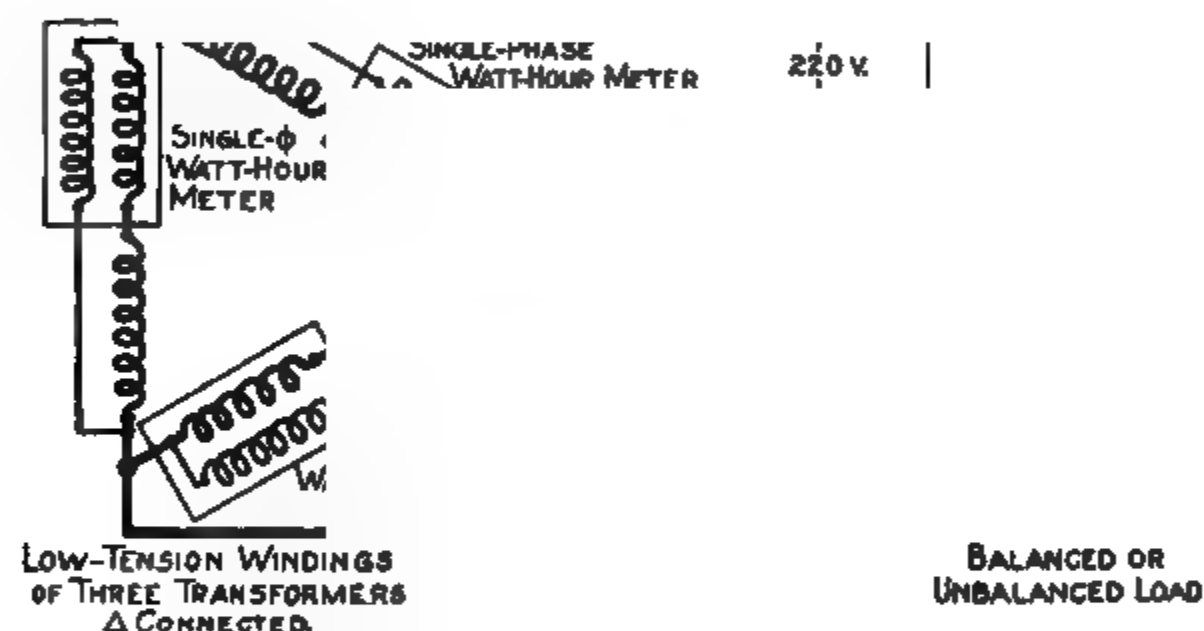 SINGLE-PHASE
WATT-HOUR METER
220 V.
SINGLE-φ
WATT-HOUR
METER
LOW-TENSION WINDINGS
OF THREE TRANSFORMERS
Δ CONNECTED.
BALANCED OR
UNBALANCED LOAD